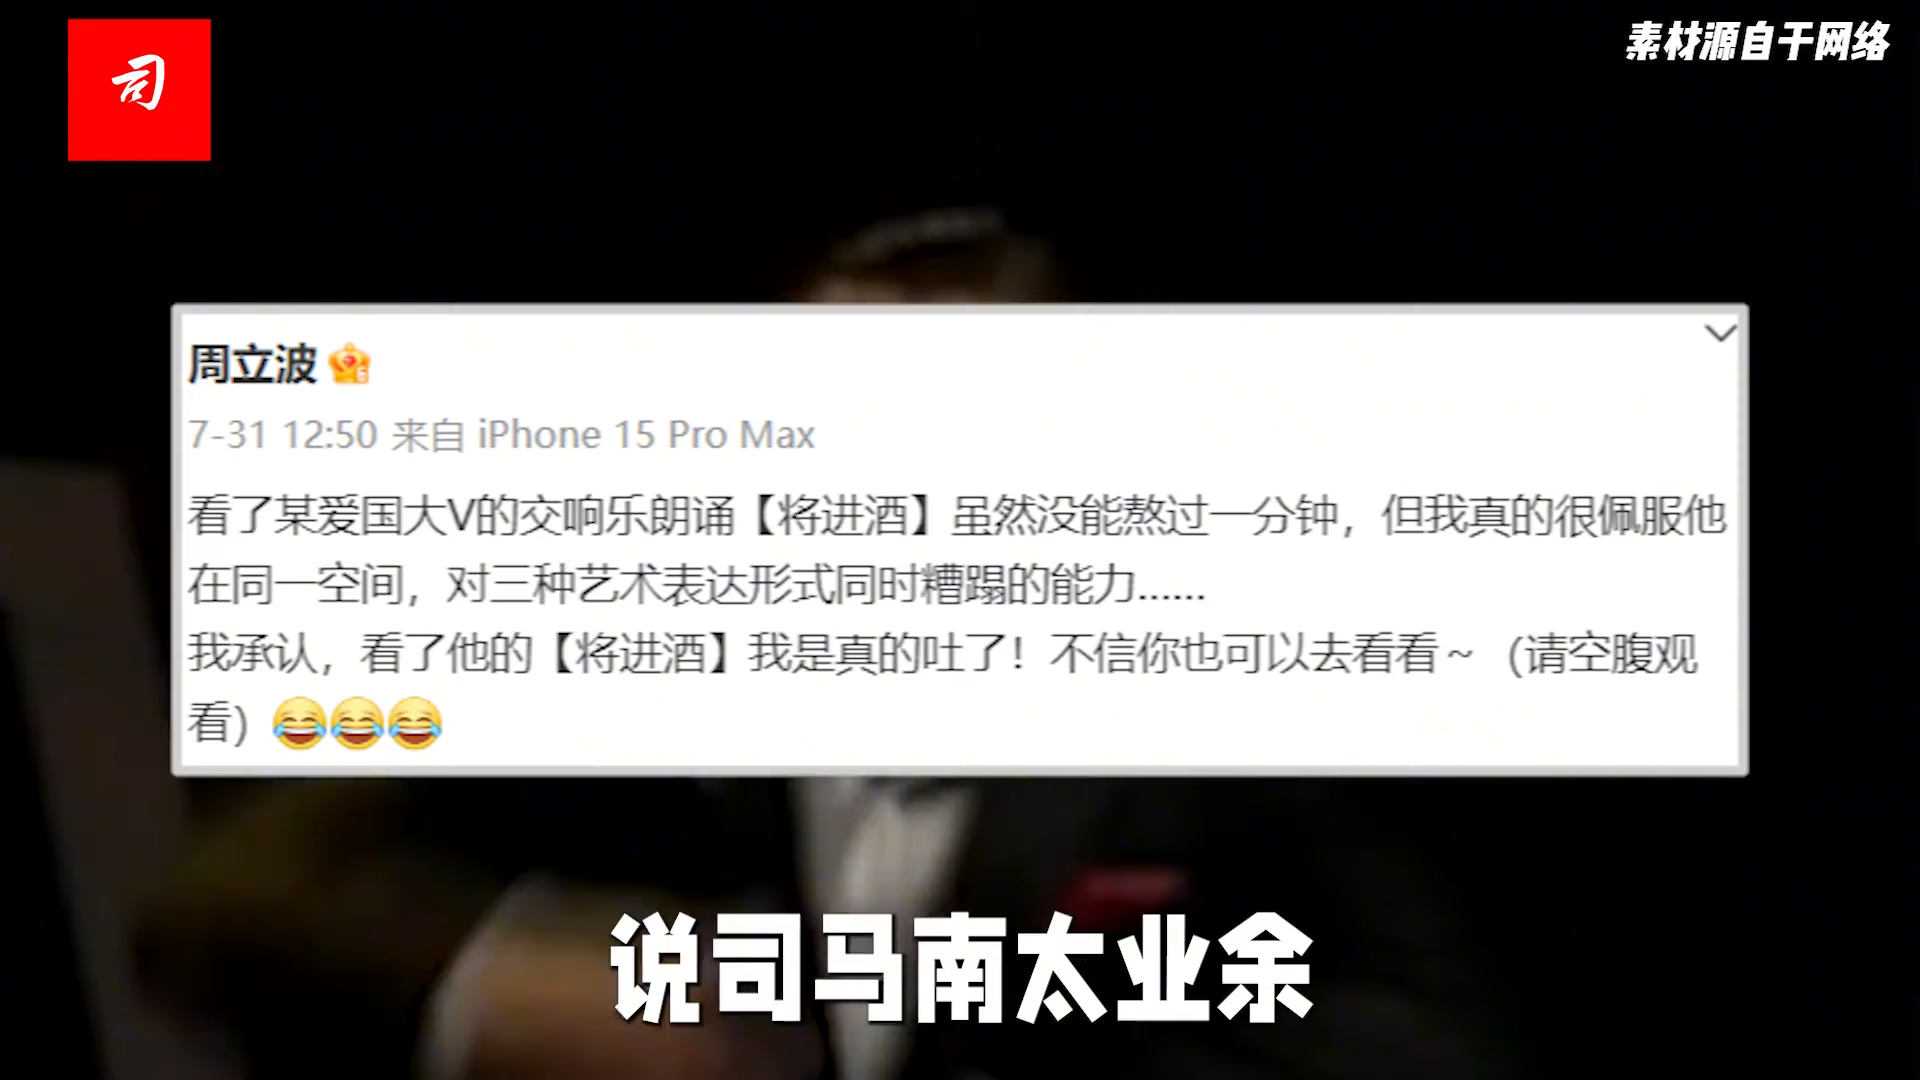 司
素材源自于网络
周立波
7-31 12:50 来自 iPhone 15 Pro Max
看了某爱国大V的交响乐朗诵【将进酒】虽然没能熬过一分钟，但我真的很佩服他
在同一空间，对三种艺术表达形式同时糟蹋的能力......
我承认，看了他的【将进酒】我是真的吐了！不信你也可以去看看～（请空腹观
看）😂😂😂
说司马南太业余